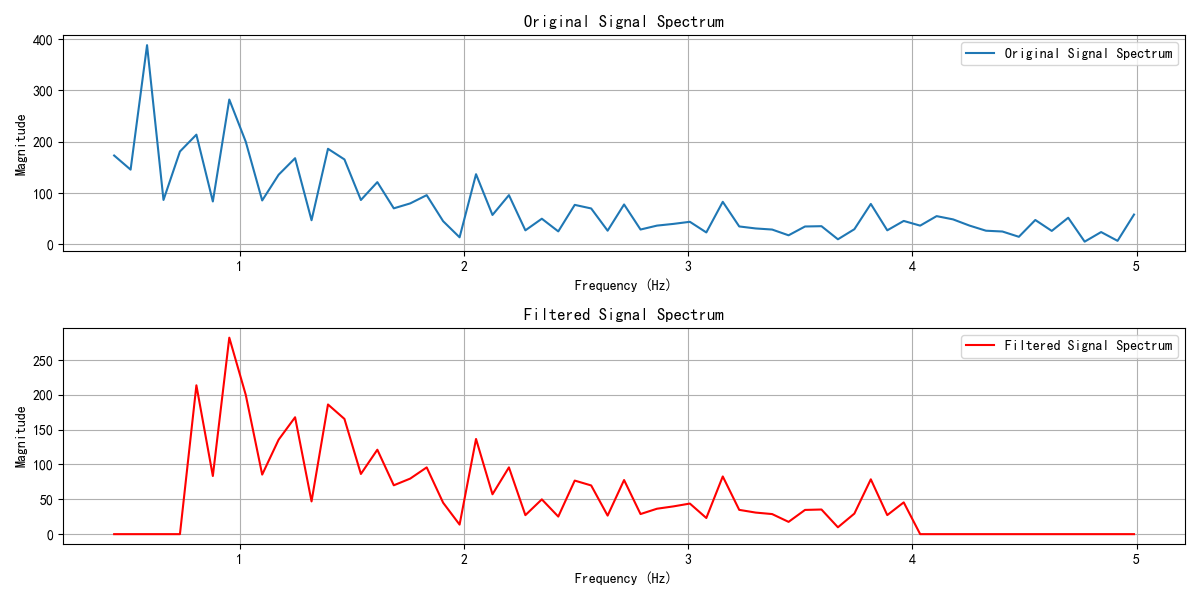 Original Signal Spectrum
400
300
200
100
0
Magnitude
Original Signal Spectrum
1
2
3
4
5
Frequency (Hz)
Filtered Signal Spectrum
250
200
150
100
50
0
Magnitude
Filtered Signal Spectrum
1
2
3
4
5
Frequency (Hz)